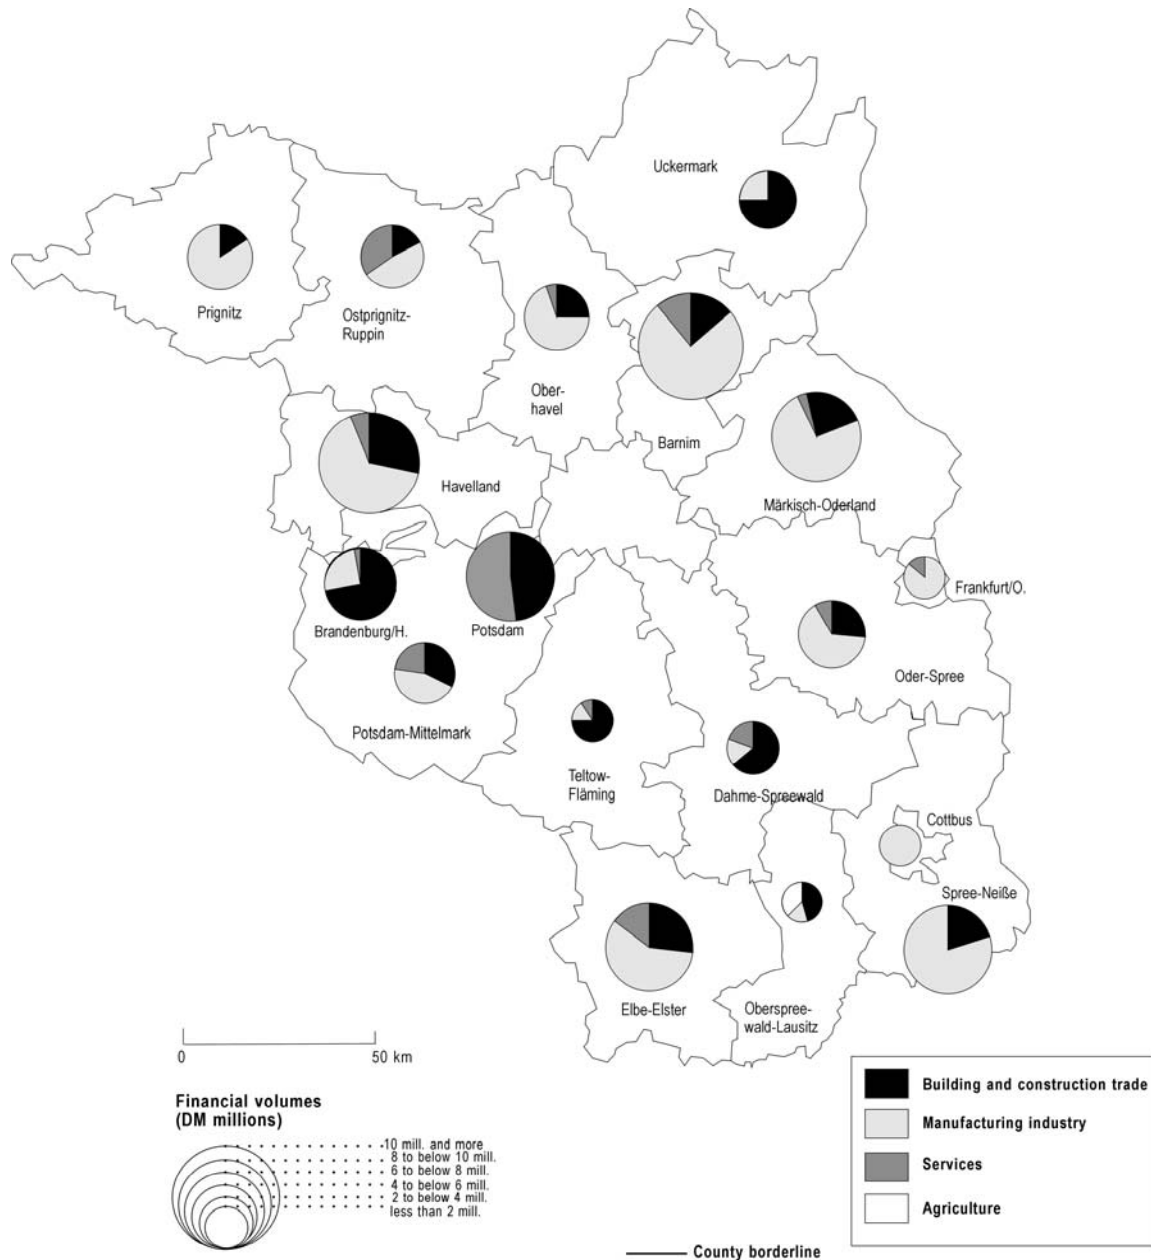 Uckermark
Prignitz
Ostprignitz-
Ruppin
Ober-
havel
Barnim
Havelland
Märkisch-Oderland
Frankfurt/O.
Brandenburg/H.
Potsdam
Oder-Spree
Potsdam-Mittelmark
Teltow-
Fläming
Dahme-Spreewald
Cottbus
Spree-Neiße
Elbe-Elster
Oberspree-
wald-Lausitz
0 50 km
Financial volumes
(DM millions)
10 mill. and more
8 to below 10 mill.
6 to below 8 mill.
4 to below 6 mill.
2 to below 4 mill.
less than 2 mill.
Building and construction trade
Manufacturing industry
Services
Agriculture
County borderline